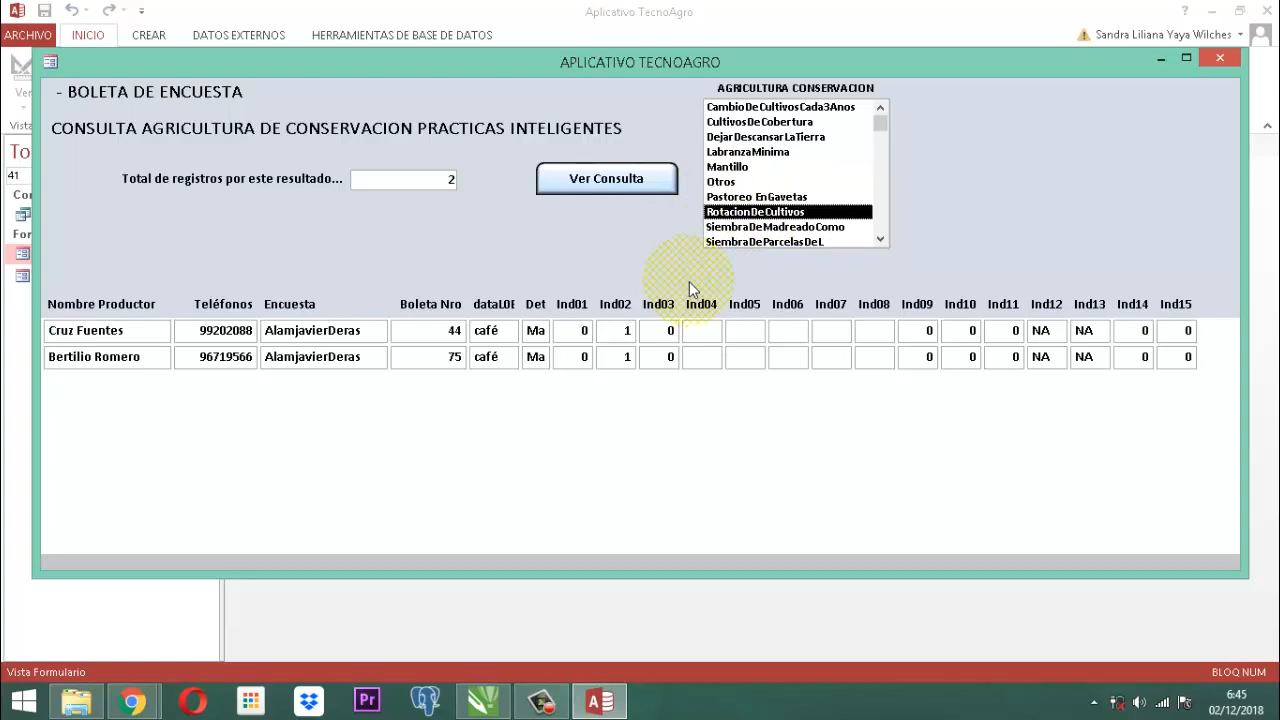 Aplicativo TecnoAgro
ARCHIVO INICIO CREAR DATOS EXTERNOS HERRAMIENTAS DE BASE DE DATOS Sandra Liliana Yaya Wilches
APLICATIVO TECNOAGRO
- BOLETA DE ENCUESTA
CONSULTA AGRICULTURA DE CONSERVACION PRACTICAS INTELIGENTES
Total de registros por este resultado... 2
Ver Consulta
AGRICULTURA CONSERVACION
CambioDeCultivosCada3Anos
CultivosDeCobertura
DejarDescansarLaTierra
LabranzaMinima
Mantillo
Otros
Pastoreo EnGavetas
RotacionDeCultivos
SiembraDeMadreadoComo
SiembraDeParcelasDeL
Nombre Productor Teléfonos Encuesta Boleta Nro Det Ind01 Ind02 Ind03 Ind04 Ind05 Ind06 Ind07 Ind08 Ind09 Ind10 Ind11 Ind12 Ind13 Ind14 Ind15
Cruz Fuentes 99202088 AlamjavierDeras 44 café Ma 0 1 0 0 0 0 NA NA 0 0
Bertilio Romero 96719566 AlamjavierDeras 75 café Ma 0 1 0 0 0 0 NA NA 0 0
Ver
Vista
To
41
Co
For
Vista Formulario BLOQ NUM
Pr
6:45
02/12/2018